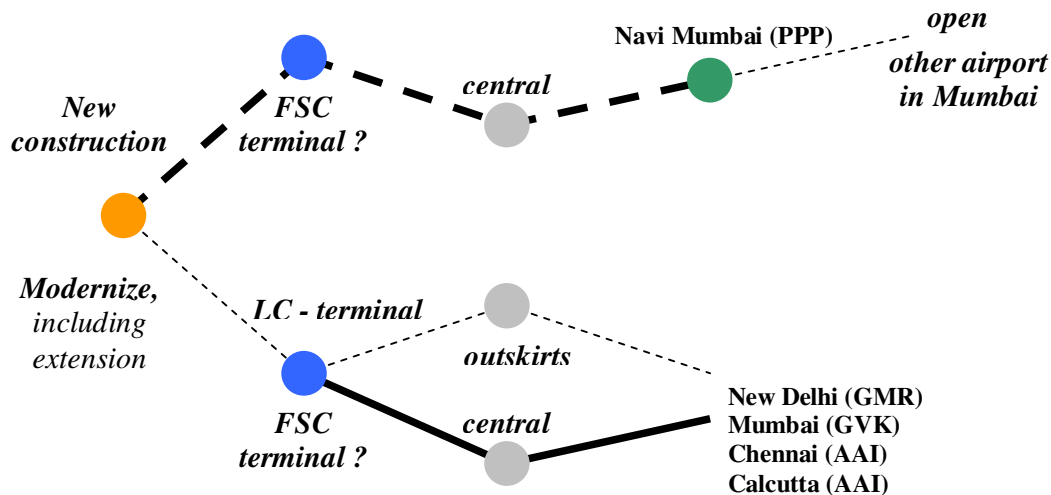 Navi Mumbai (PPP)
open
other airport
in Mumbai
central
New
construction
FSC
terminal ?
Modernize,
including
extension
LC - terminal
outskirts
FSC
terminal ?
central
New Delhi (GMR)
Mumbai (GVK)
Chennai (AAI)
Calcutta (AAI)